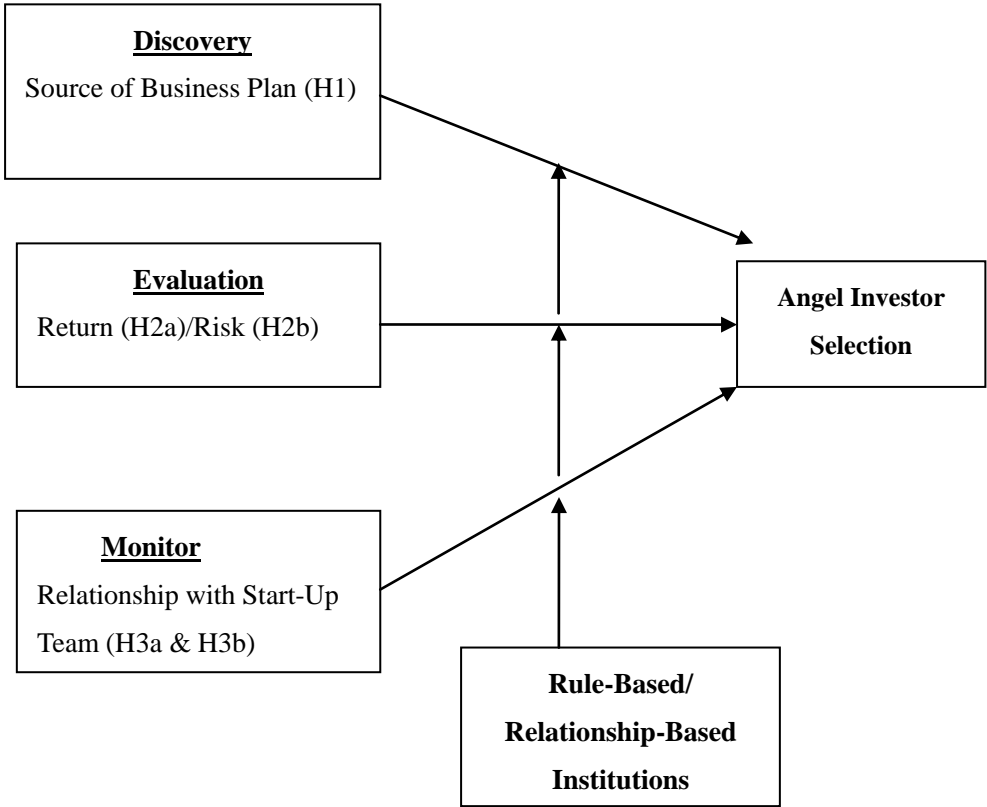 Discovery
Source of Business Plan (H1)
Evaluation
Return (H2a)/Risk (H2b)
Angel Investor
Selection
Monitor
Relationship with Start-Up
Team (H3a & H3b)
Rule-Based/
Relationship-Based
Institutions